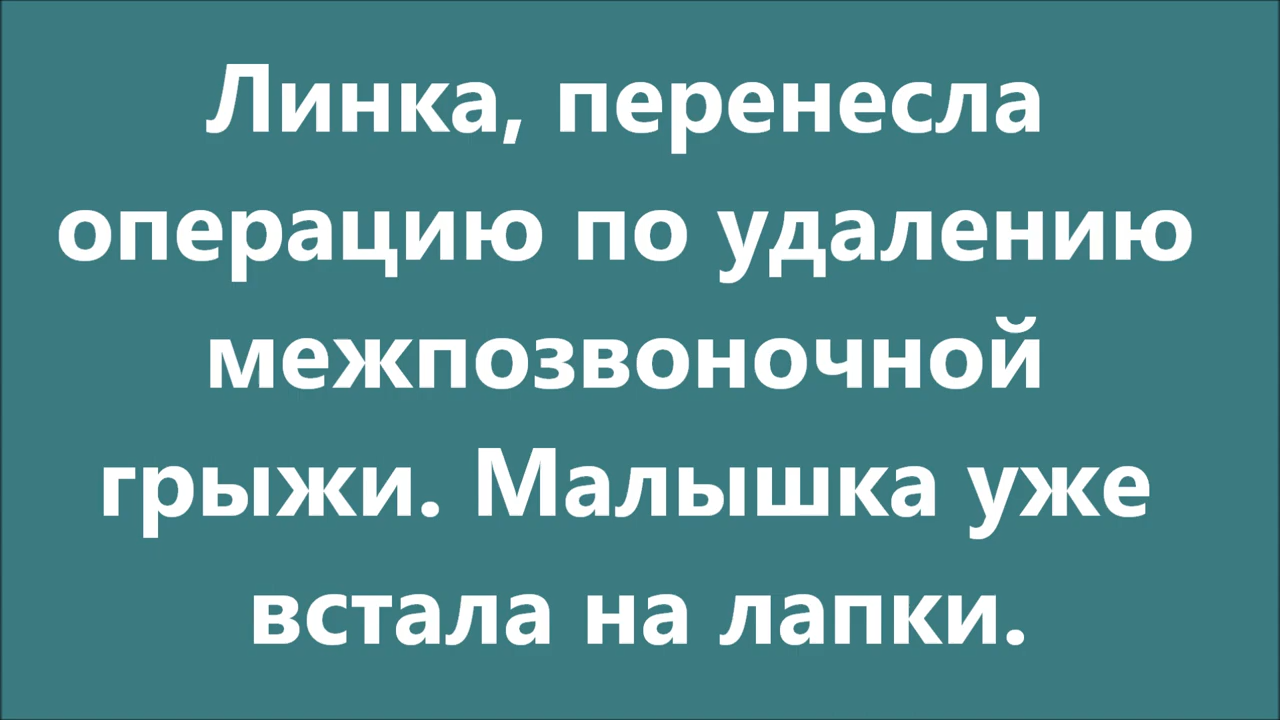 Линка, перенесла
операцию по удалению
межпозвоночной
грыжи. Малышка уже
встала на лапки.